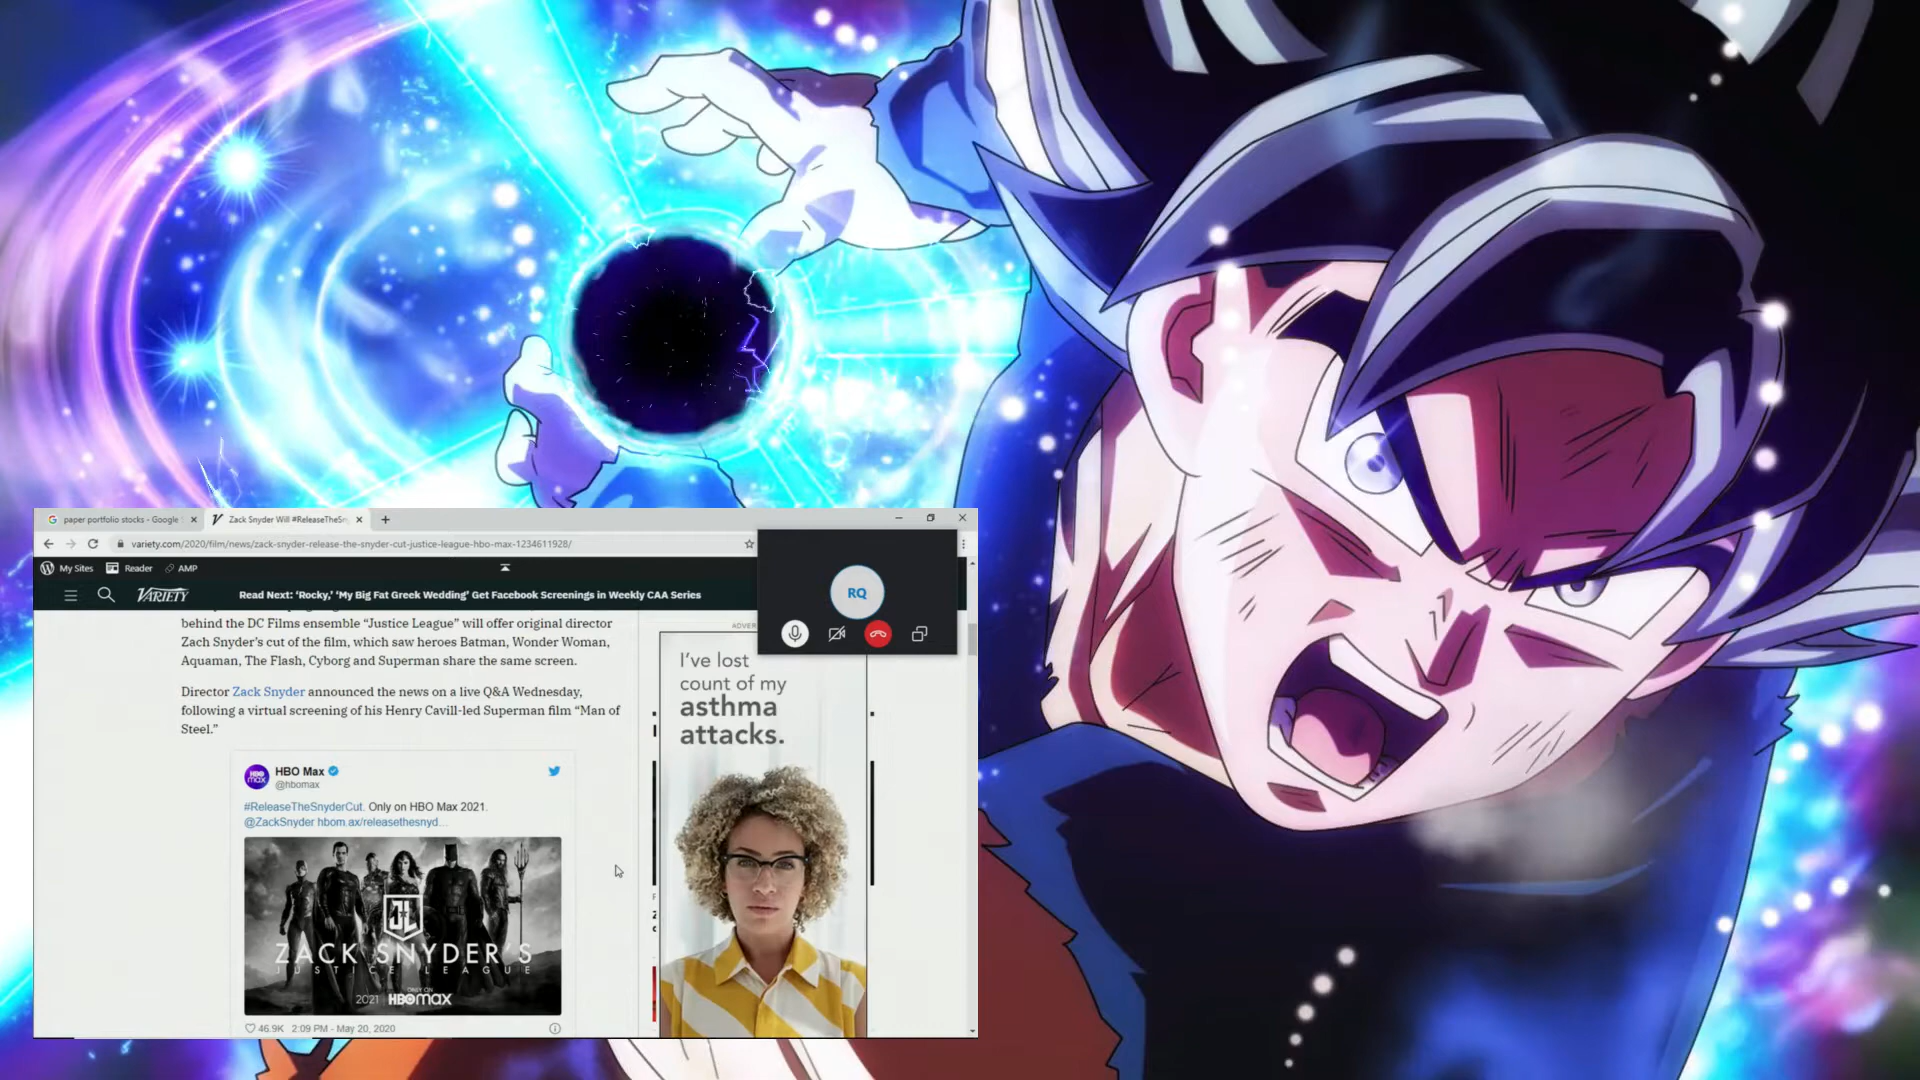 paper portfolio stocks - Google
Zack Snyder Will #ReleaseTheSn
variety.com/2020/film/news/zack-snyder-release-the-snyder-cut-justice-league-hbo-max-1234611928/
My Sites
Reader
AMP
VARIETY
Read Next: ‘Rocky,’ ‘My Big Fat Greek Wedding’ Get Facebook Screenings in Weekly CAA Series
RQ
behind the DC Films ensemble “Justice League” will offer original director
Zach Snyder’s cut of the film, which saw heroes Batman, Wonder Woman,
Aquaman, The Flash, Cyborg and Superman share the same screen.
Director Zack Snyder announced the news on a live Q&A Wednesday,
following a virtual screening of his Henry Cavill-led Superman film “Man of
Steel.”
HBO Max
@hbomax
#ReleaseTheSnyderCut. Only on HBO Max 2021.
@ZackSnyder hbom.ax/releasethesnyd…
JL
ZACK SNYDER'S
JUSTICE LEAGUE
2021
ONLY ON
HBOMAX
46.9K
2:09 PM - May 20, 2020
ADVER
I’ve lost
count of my
asthma
attacks.